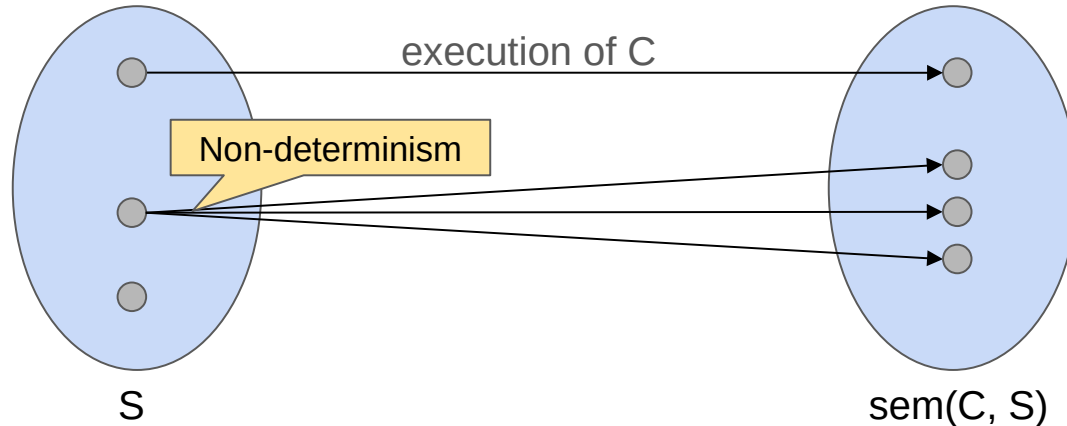 execution of C
Non-determinism
S
sem(C, S)